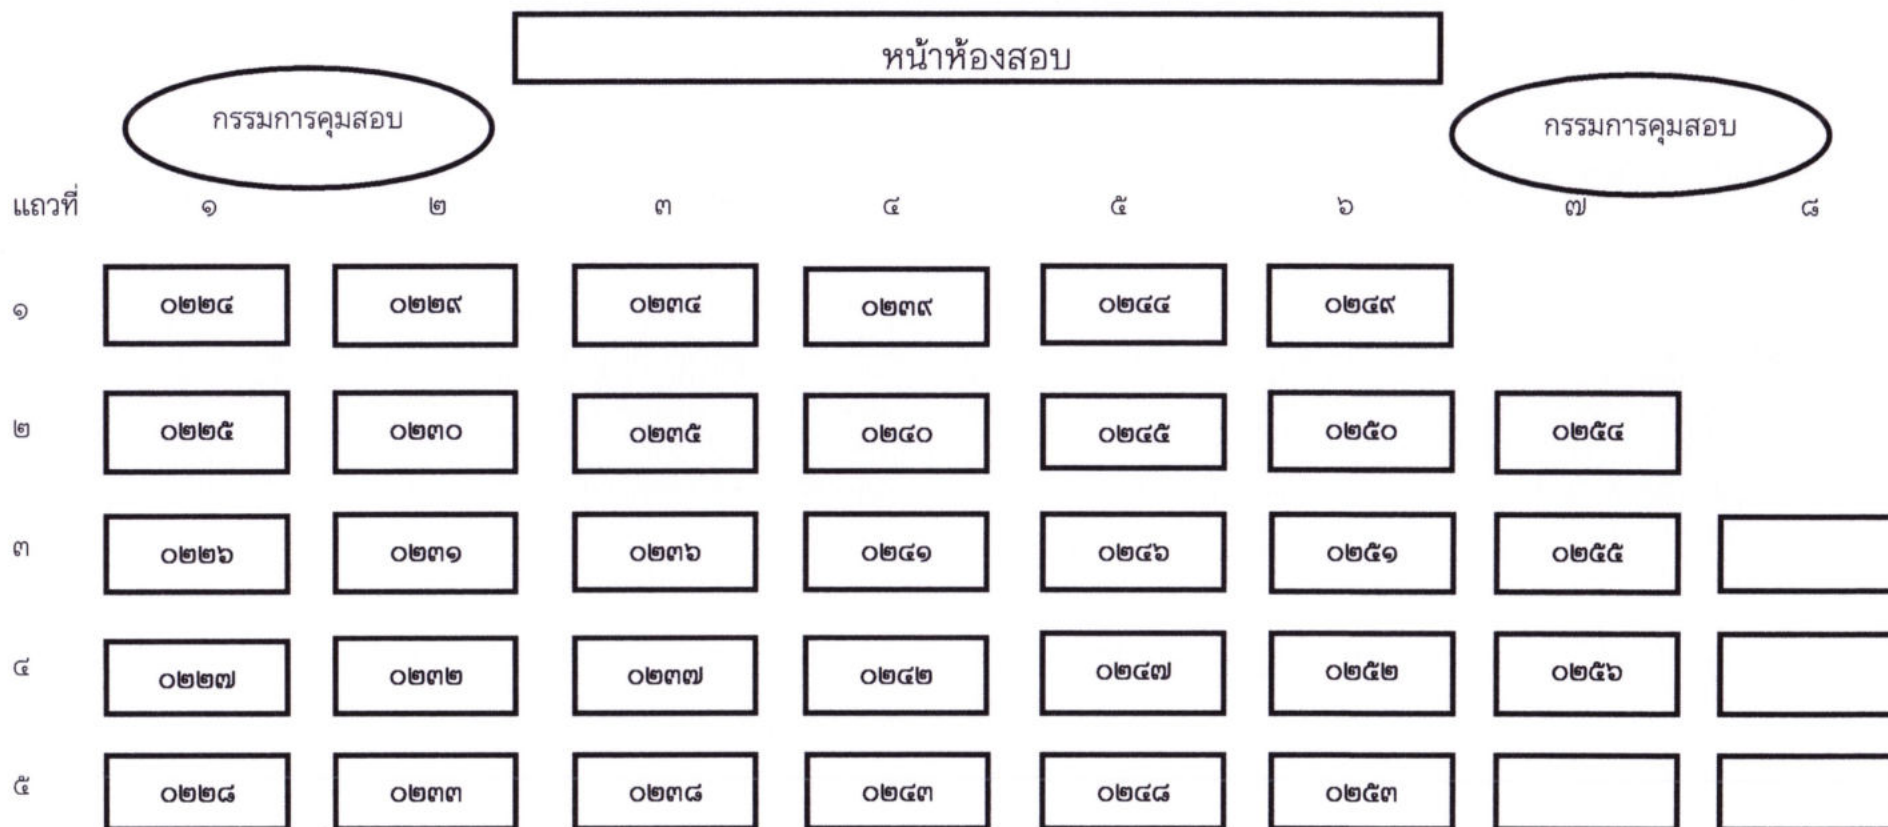 หน้าห้องสอบ
กรรมการคุมสอบ กรรมการคุมสอบ
แถวที่ ๑ ๒ ๓ ๔ ๕ ๖ ๗ ๘
๑ ๐๒๒๔ ๐๒๒๙ ๐๒๓๔ ๐๒๓๙ ๐๒๔๔ ๐๒๔๙
๒ ๐๒๒๕ ๐๒๓๐ ๐๒๓๕ ๐๒๔๐ ๐๒๔๕ ๐๒๕๐ ๐๒๕๔
๓ ๐๒๒๖ ๐๒๓๑ ๐๒๓๖ ๐๒๔๑ ๐๒๔๖ ๐๒๕๑ ๐๒๕๕
๔ ๐๒๒๗ ๐๒๓๒ ๐๒๓๗ ๐๒๔๒ ๐๒๔๗ ๐๒๕๒ ๐๒๕๖
๕ ๐๒๒๘ ๐๒๓๓ ๐๒๓๘ ๐๒๔๓ ๐๒๔๘ ๐๒๕๓